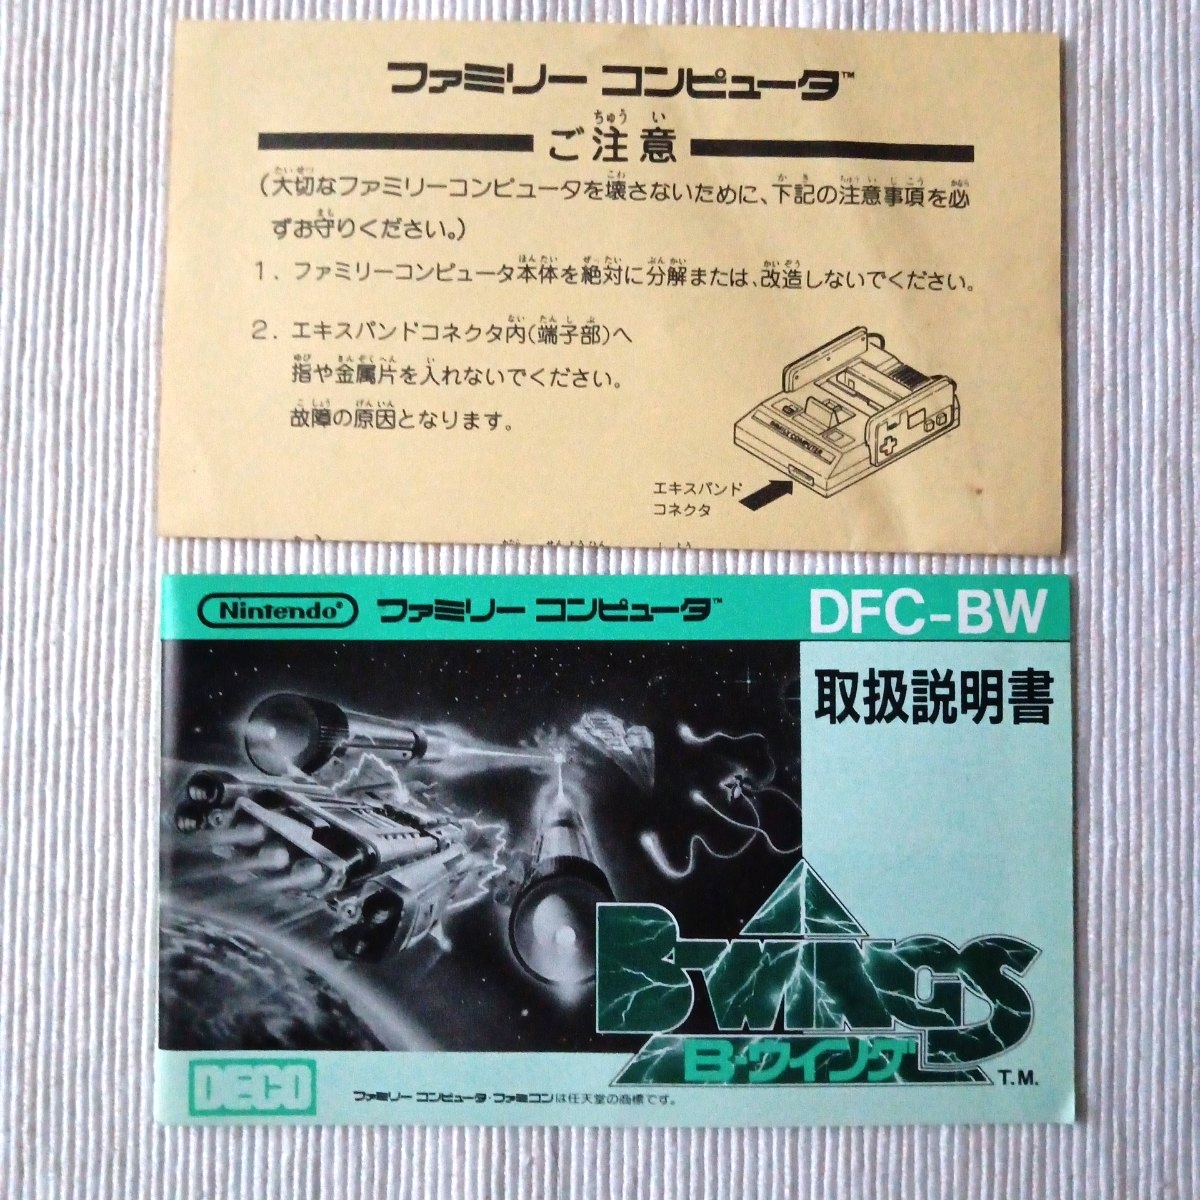 ファミリー コンピュータ™
ご注意
(大切なファミリーコンピュータを壊さないために、下記の注意事項を必
ずお守りください。)
1. ファミリーコンピュータ本体を絶対に分解または、改造しないでください。
2. エキスパンドコネクタ内(端子部)へ
指や金属片を入れないでください。
故障の原因となります。
FAMILY COMPUTER
エキスパンド
コネクタ
Nintendo® ファミリー コンピュータ™ DFC-BW
取扱説明書
B-WINGS
B・ウイング
T.M.
DECO
ファミリー コンピュータ・ファミコンは任天堂の商標です。